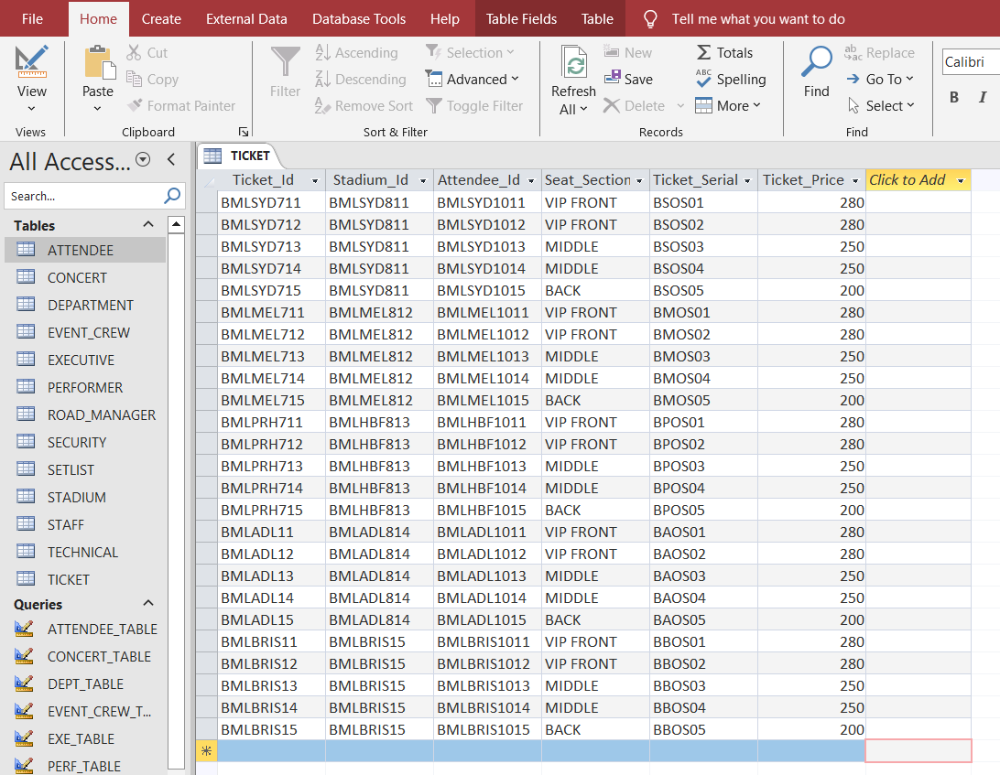 File Home Create External Data Database Tools Help Table Fields Table Tell me what you want to do
View
Views
Paste
Cut
Copy
Format Painter
Clipboard
Filter
Ascending
Descending
Remove Sort
Selection
Advanced
Toggle Filter
Sort & Filter
Refresh
All
New
Save
Delete
Totals
Spelling
More
Records
Find
Replace
Go To
Select
Find
Calibri
B I
All Access...
Search...
Tables
ATTENDEE
CONCERT
DEPARTMENT
EVENT_CREW
EXECUTIVE
PERFORMER
ROAD_MANAGER
SECURITY
SETLIST
STADIUM
STAFF
TECHNICAL
TICKET
Queries
ATTENDEE_TABLE
CONCERT_TABLE
DEPT_TABLE
EVENT_CREW_T...
EXE_TABLE
PERF_TABLE
TICKET
Ticket_Id Stadium_Id Attendee_Id Seat_Section Ticket_Serial Ticket_Price Click to Add
BMLSYD711 BMLSYD811 BMLSYD1011 VIP FRONT BSOS01 280
BMLSYD712 BMLSYD811 BMLSYD1012 VIP FRONT BSOS02 280
BMLSYD713 BMLSYD811 BMLSYD1013 MIDDLE BSOS03 250
BMLSYD714 BMLSYD811 BMLSYD1014 MIDDLE BSOS04 250
BMLSYD715 BMLSYD811 BMLSYD1015 BACK BSOS05 200
BMLMEL711 BMLMEL812 BMLMEL1011 VIP FRONT BMOS01 280
BMLMEL712 BMLMEL812 BMLMEL1012 VIP FRONT BMOS02 280
BMLMEL713 BMLMEL812 BMLMEL1013 MIDDLE BMOS03 250
BMLMEL714 BMLMEL812 BMLMEL1014 MIDDLE BMOS04 250
BMLMEL715 BMLMEL812 BMLMEL1015 BACK BMOS05 200
BMLPRH711 BMLHBF813 BMLHBF1011 VIP FRONT BPOS01 280
BMLPRH712 BMLHBF813 BMLHBF1012 VIP FRONT BPOS02 280
BMLPRH713 BMLHBF813 BMLHBF1013 MIDDLE BPOS03 250
BMLPRH714 BMLHBF813 BMLHBF1014 MIDDLE BPOS04 250
BMLPRH715 BMLHBF813 BMLHBF1015 BACK BPOS05 200
BMLADL11 BMLADL814 BMLADL1011 VIP FRONT BAOS01 280
BMLADL12 BMLADL814 BMLADL1012 VIP FRONT BAOS02 280
BMLADL13 BMLADL814 BMLADL1013 MIDDLE BAOS03 250
BMLADL14 BMLADL814 BMLADL1014 MIDDLE BAOS04 250
BMLADL15 BMLADL814 BMLADL1015 BACK BAOS05 200
BMLBRIS11 BMLBRIS15 BMLBRIS1011 VIP FRONT BBOS01 280
BMLBRIS12 BMLBRIS15 BMLBRIS1012 VIP FRONT BBOS02 280
BMLBRIS13 BMLBRIS15 BMLBRIS1013 MIDDLE BBOS03 250
BMLBRIS14 BMLBRIS15 BMLBRIS1014 MIDDLE BBOS04 250
BMLBRIS15 BMLBRIS15 BMLBRIS1015 BACK BBOS05 200